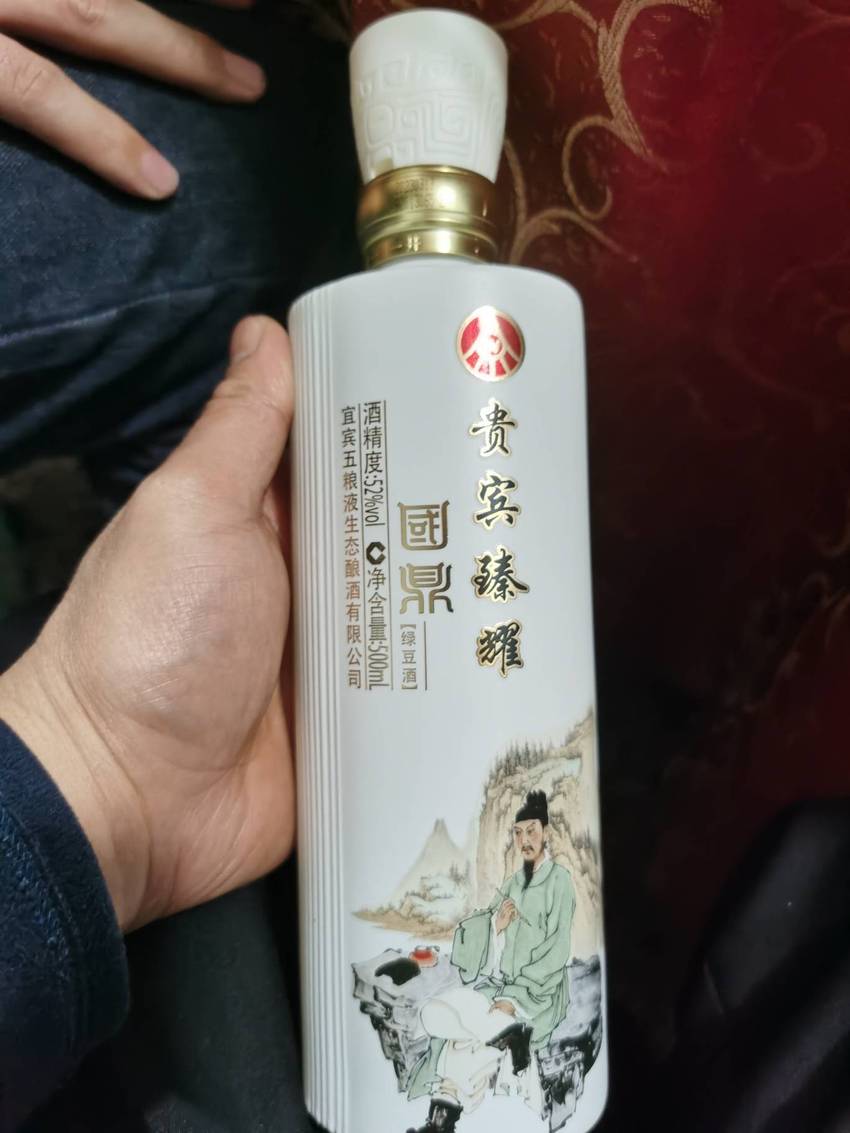 贵宾臻耀
國鼎
【绿豆酒】
酒精度:52%vol 净含量:500mL
宜宾五粮液生态酿酒有限公司